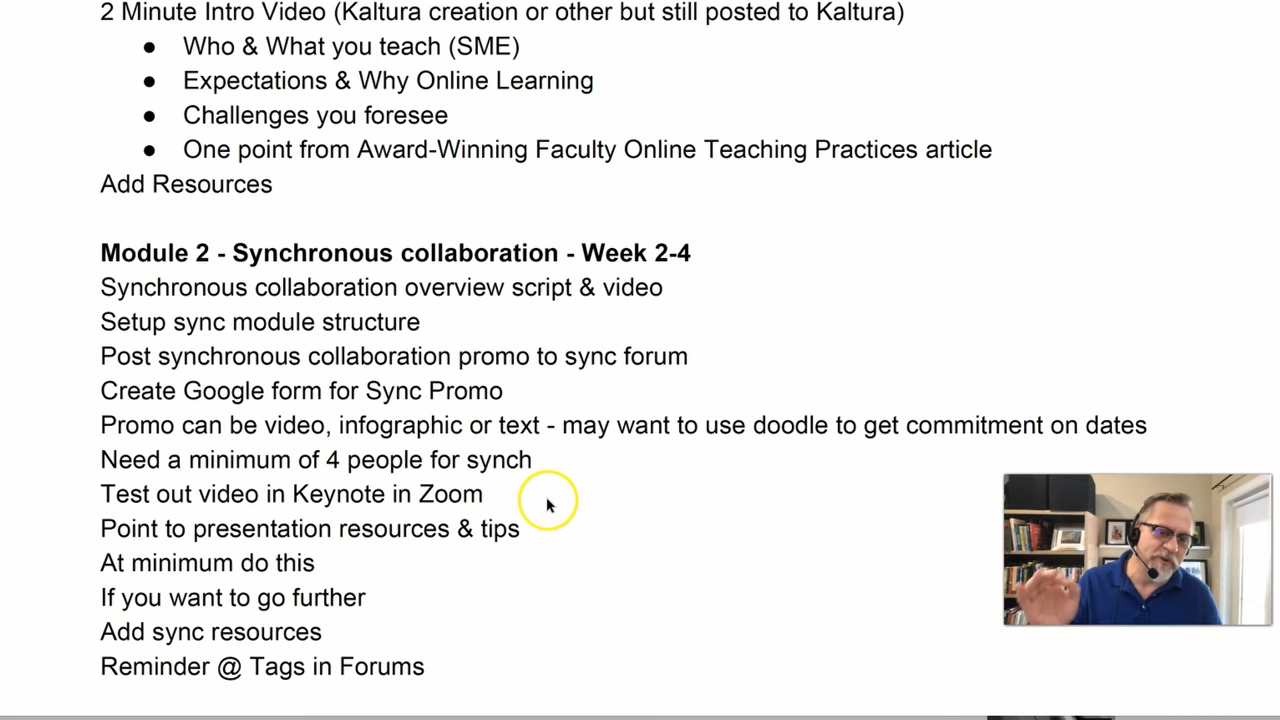 2 Minute Intro Video (Kaltura creation or other but still posted to Kaltura)
● Who & What you teach (SME)
● Expectations & Why Online Learning
● Challenges you foresee
● One point from Award-Winning Faculty Online Teaching Practices article
Add Resources
Module 2 - Synchronous collaboration - Week 2-4
Synchronous collaboration overview script & video
Setup sync module structure
Post synchronous collaboration promo to sync forum
Create Google form for Sync Promo
Promo can be video, infographic or text - may want to use doodle to get commitment on dates
Need a minimum of 4 people for synch
Test out video in Keynote in Zoom
Point to presentation resources & tips
At minimum do this
If you want to go further
Add sync resources
Reminder @ Tags in Forums